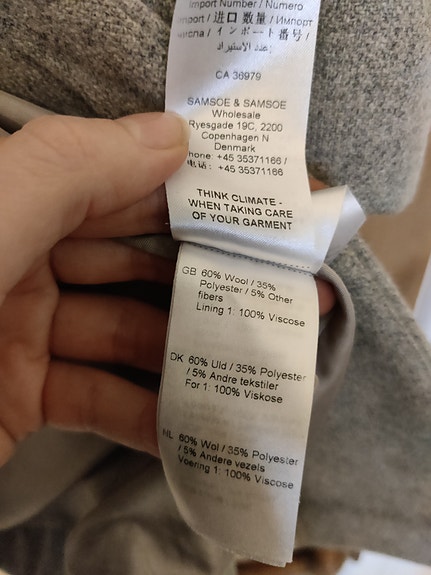 Import Number / Numero
import / 进口 数量 / Импорт
/ インポート番号 /
عدد الاستيراد:
CA 36979
SAMSOE & SAMSOE
Wholesale
Ryesgade 19C, 2200
Copenhagen N
Denmark
hone: +45 35371166 /
电话: +45 35371166
THINK CLIMATE -
WHEN TAKING CARE
OF YOUR GARMENT
GB 60% Wool / 35%
Polyester / 5% Other
fibers
Lining 1: 100% Viscose
DK 60% Uld / 35% Polyester
/ 5% Andre tekstiler
For 1: 100% Viskose
NL 60% Wol / 35% Polyester
/ 5% Andere vezels
Voering 1: 100% Viscose